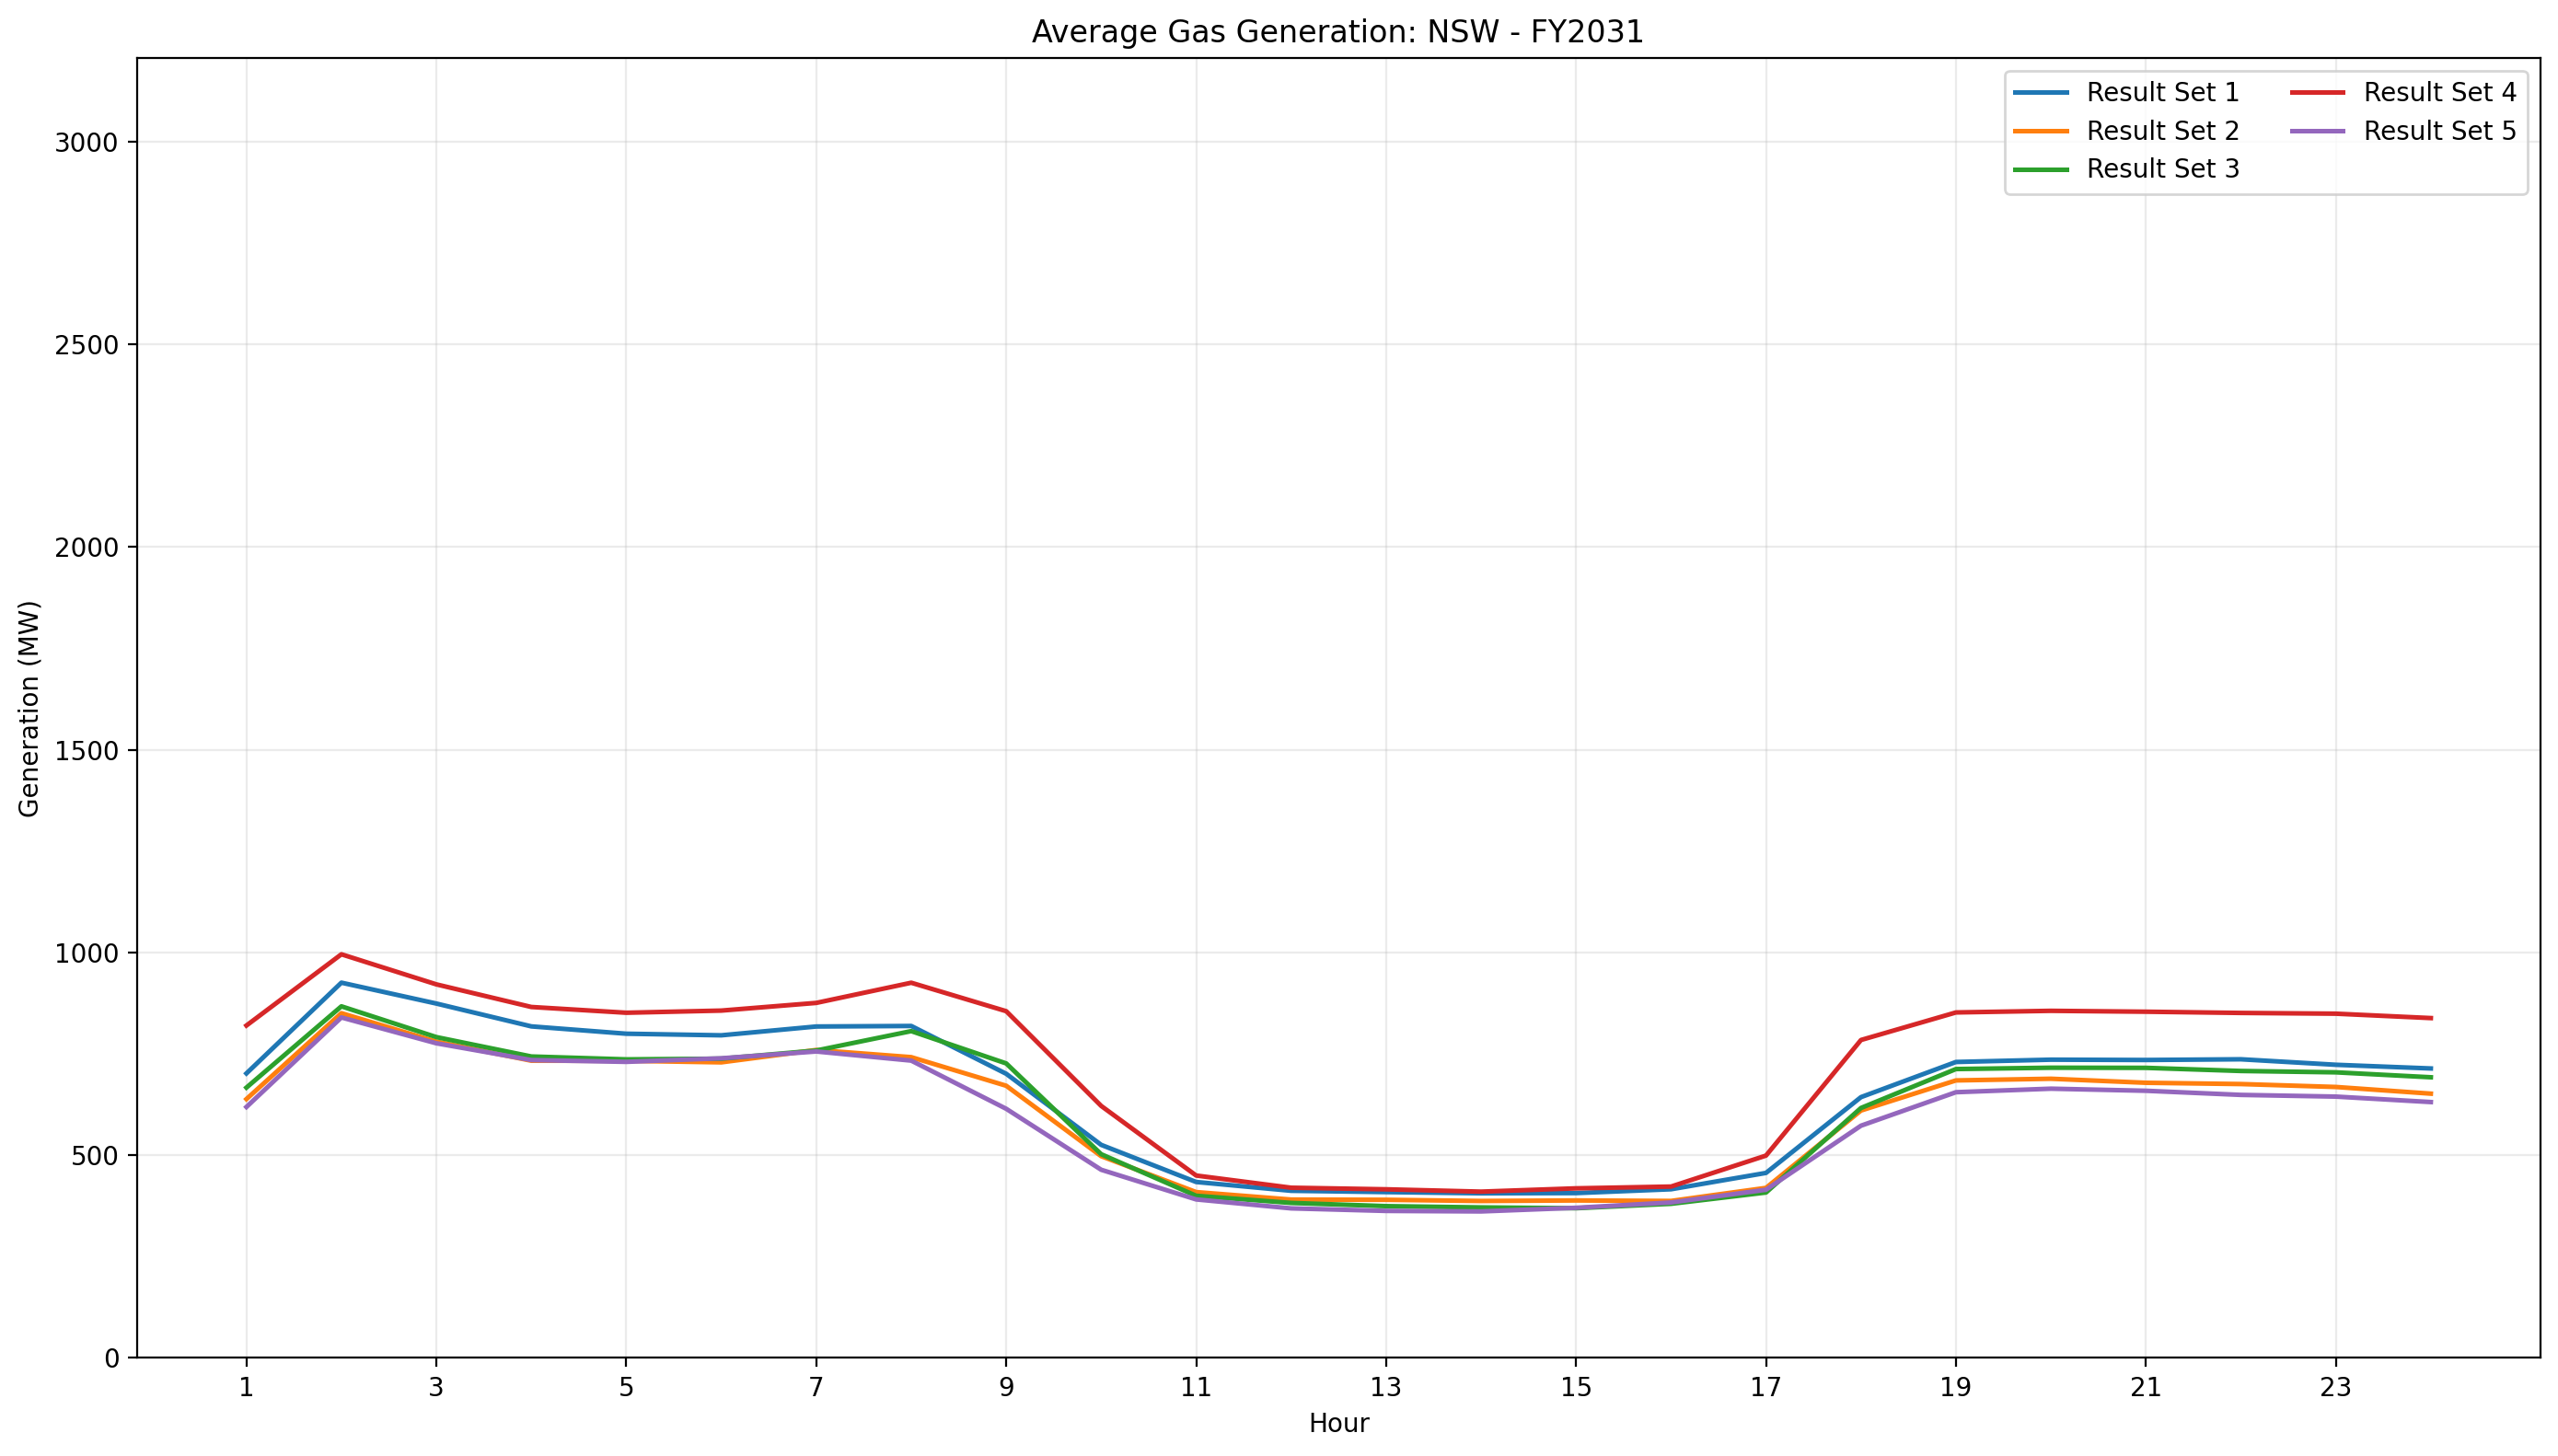 Average Gas Generation: NSW - FY2031
Result Set 1
Result Set 2
Result Set 3
Result Set 4
Result Set 5
Generation (MW)
3000
2500
2000
1500
1000
500
0
1 3 5 7 9 11 13 15 17 19 21 23
Hour